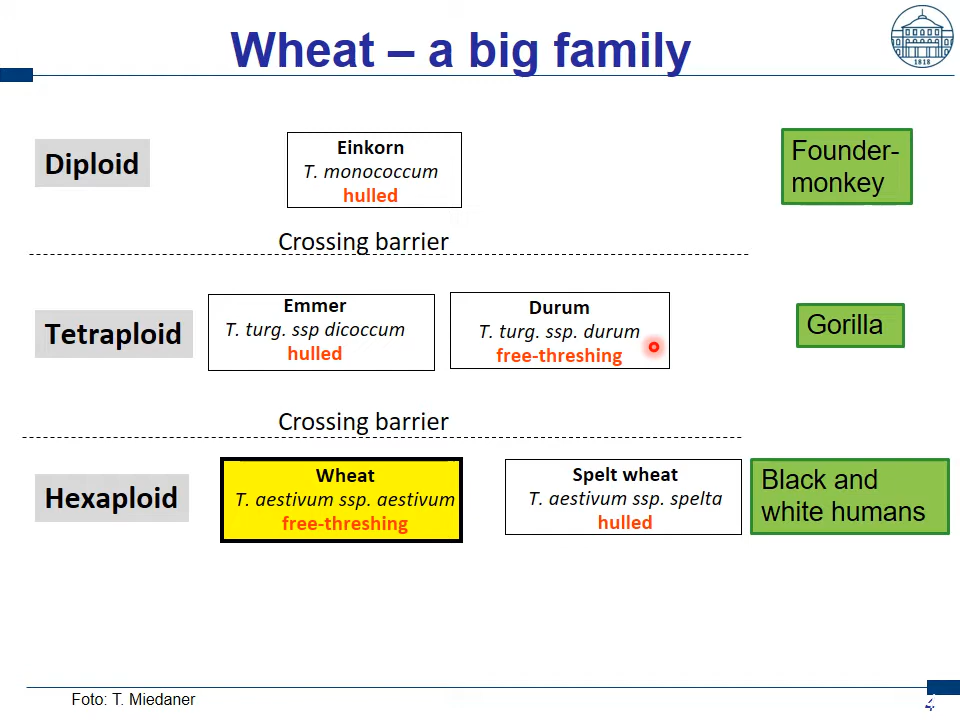 Wheat – a big family
1818
Diploid
Einkorn
T. monococcum
hulled
Founder-
monkey
Crossing barrier
Tetraploid
Emmer
T. turg. ssp dicoccum
hulled
Durum
T. turg. ssp. durum
free-threshing
Gorilla
Crossing barrier
Hexaploid
Wheat
T. aestivum ssp. aestivum
free-threshing
Spelt wheat
T. aestivum ssp. spelta
hulled
Black and
white humans
Foto: T. Miedaner